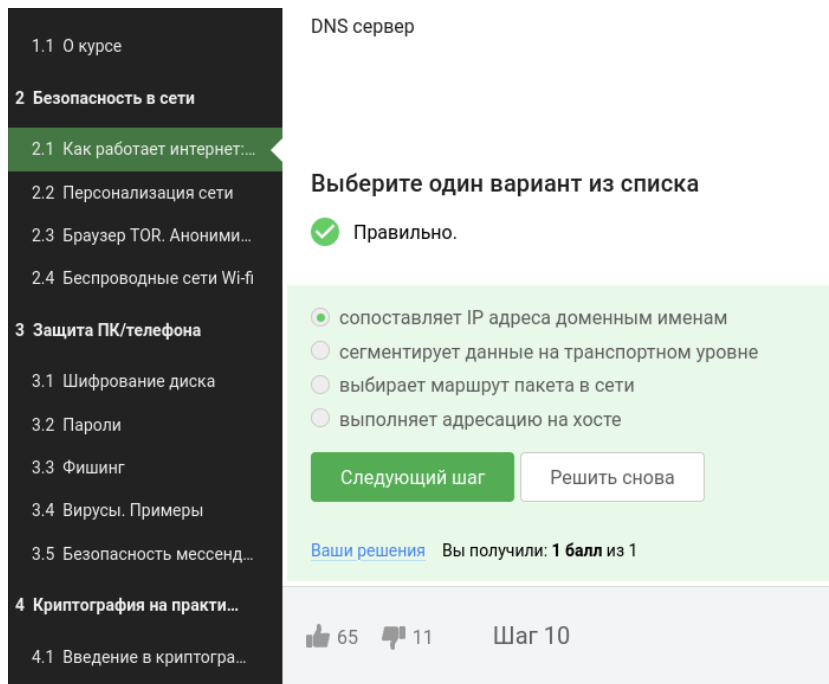 1.1 О курсе
2 Безопасность в сети
2.1 Как работает интернет:...
2.2 Персонализация сети
2.3 Браузер TOR. Аноними...
2.4 Беспроводные сети Wi-fi
3 Защита ПК/телефона
3.1 Шифрование диска
3.2 Пароли
3.3 Фишинг
3.4 Вирусы. Примеры
3.5 Безопасность мессенд...
4 Криптография на практи...
4.1 Введение в криптогра...
DNS сервер
Выберите один вариант из списка
Правильно.
сопоставляет IP адреса доменным именам
сегментирует данные на транспортном уровне
выбирает маршрут пакета в сети
выполняет адресацию на хосте
Следующий шаг Решить снова
Ваши решения Вы получили: 1 балл из 1
65 11 Шаг 10